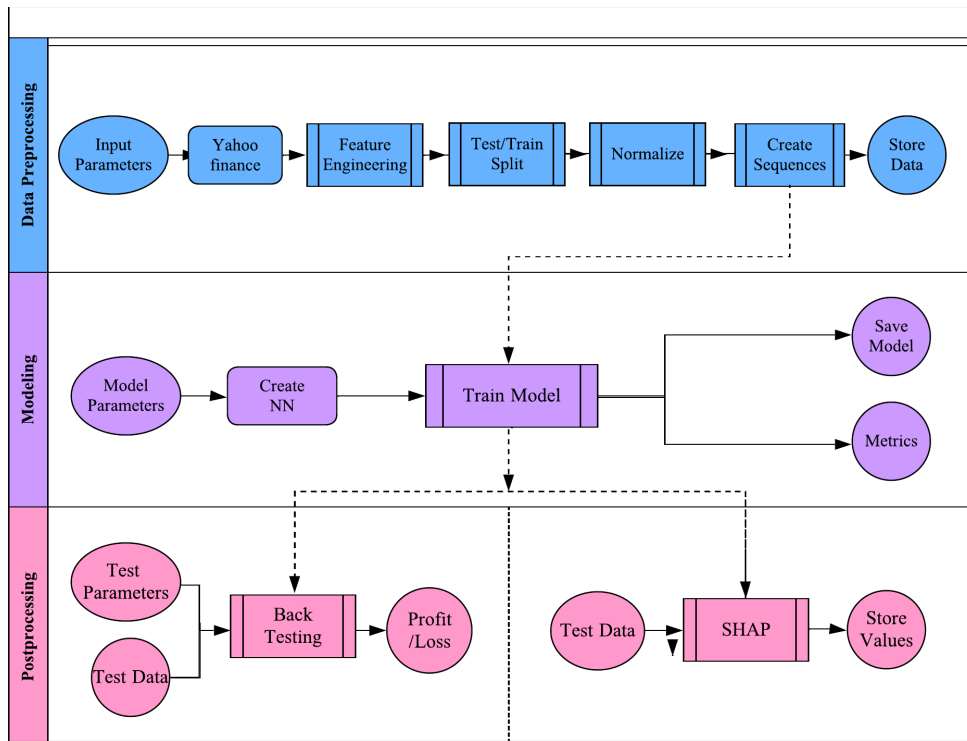 Data Preprocessing
Input
Parameters
Yahoo
finance
Feature
Engineering
Test/Train
Split
Normalize
Create
Sequences
Store
Data
Modeling
Model
Parameters
Create
NN
Train Model
Save
Model
Metrics
Postprocessing
Test
Parameters
Test Data
Back
Testing
Profit
/Loss
Test Data
SHAP
Store
Values